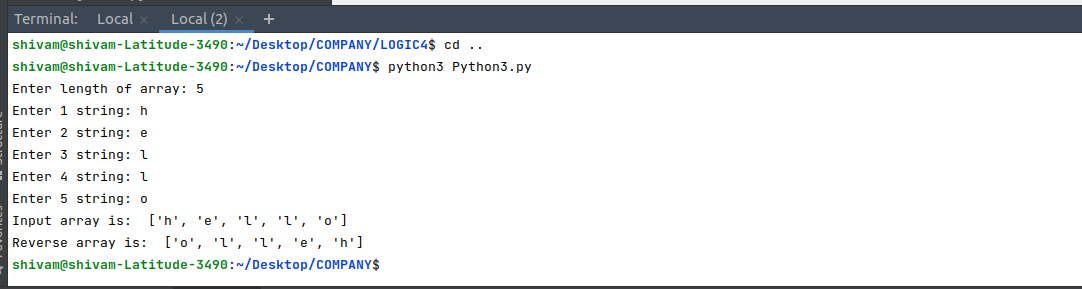 Terminal: Local × Local (2) × +
shivam@shivam-Latitude-3490:~/Desktop/COMPANY/LOGIC4$ cd ..
shivam@shivam-Latitude-3490:~/Desktop/COMPANY$ python3 Python3.py
Enter length of array: 5
Enter 1 string: h
Enter 2 string: e
Enter 3 string: l
Enter 4 string: l
Enter 5 string: o
Input array is:  ['h', 'e', 'l', 'l', 'o']
Reverse array is:  ['o', 'l', 'l', 'e', 'h']
shivam@shivam-Latitude-3490:~/Desktop/COMPANY$